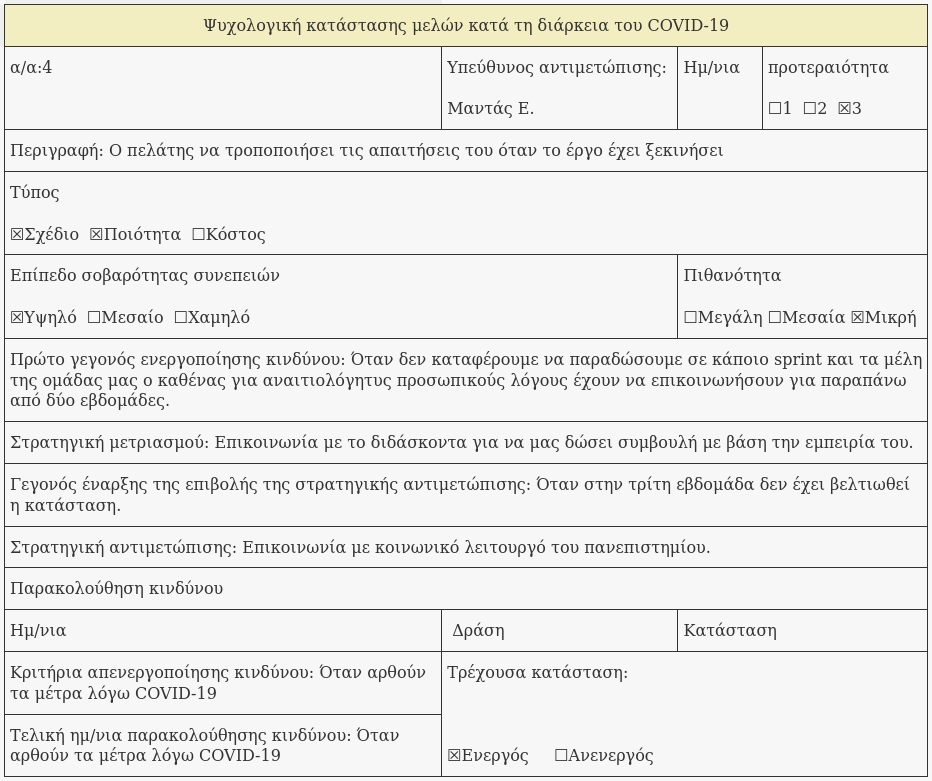 Ψυχολογική κατάστασης μελών κατά τη διάρκεια του COVID-19
α/α:4
Υπεύθυνος αντιμετώπισης:
Μαντάς Ε.
Ημ/νια
προτεραιότητα
☐1 ☐2 ☒3
Περιγραφή: Ο πελάτης να τροποποιήσει τις απαιτήσεις του όταν το έργο έχει ξεκινήσει
Τύπος
☒Σχέδιο ☒Ποιότητα ☐Κόστος
Επίπεδο σοβαρότητας συνεπειών
☒Υψηλό ☐Μεσαίο ☐Χαμηλό
Πιθανότητα
☐Μεγάλη ☐Μεσαία ☒Μικρή
Πρώτο γεγονός ενεργοποίησης κινδύνου: Όταν δεν καταφέρουμε να παραδώσουμε σε κάποιο sprint και τα μέλη
της ομάδας μας ο καθένας για αναιτιολόγητυς προσωπικούς λόγους έχουν να επικοινωνήσουν για παραπάνω
από δύο εβδομάδες.
Στρατηγική μετριασμού: Επικοινωνία με το διδάσκοντα για να μας δώσει συμβουλή με βάση την εμπειρία του.
Γεγονός έναρξης της επιβολής της στρατηγικής αντιμετώπισης: Όταν στην τρίτη εβδομάδα δεν έχει βελτιωθεί
η κατάσταση.
Στρατηγική αντιμετώπισης: Επικοινωνία με κοινωνικό λειτουργό του πανεπιστημίου.
Παρακολούθηση κινδύνου
Ημ/νια
Δράση
Κατάσταση
Κριτήρια απενεργοποίησης κινδύνου: Όταν αρθούν
τα μέτρα λόγω COVID-19
Τρέχουσα κατάσταση:
☒Ενεργός ☐Ανενεργός
Τελική ημ/νια παρακολούθησης κινδύνου: Όταν
αρθούν τα μέτρα λόγω COVID-19